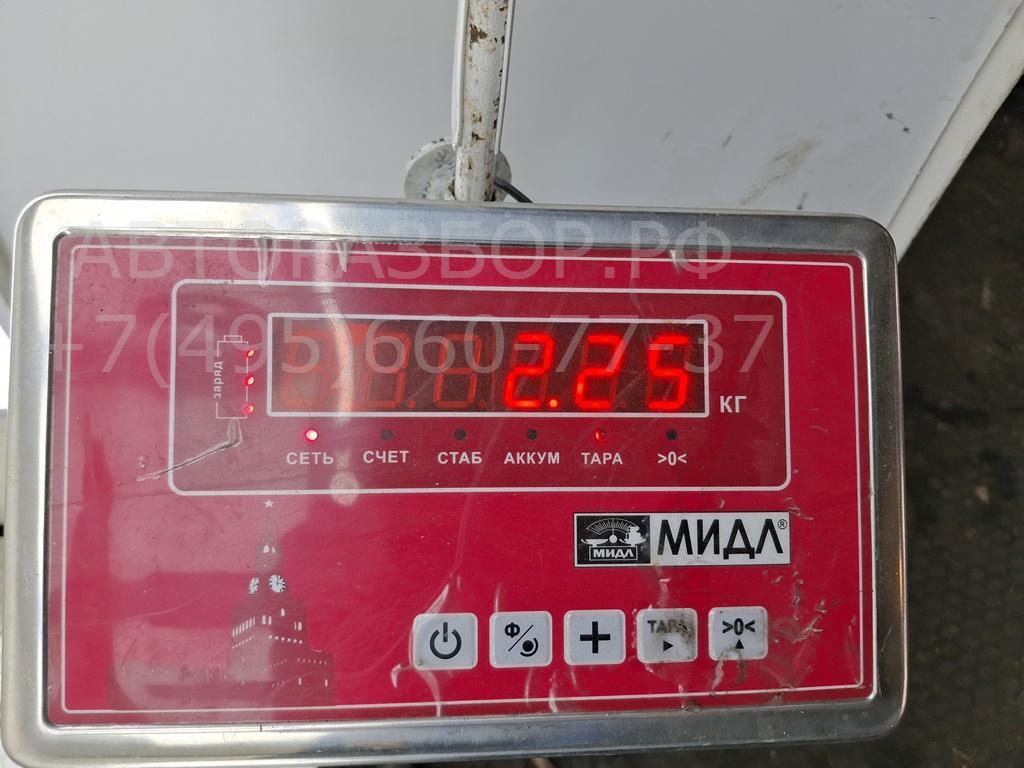 АВТОРАЗБОР.РФ
+7(495)660-77-37
заряд
2.25 КГ
СЕТЬ СЧЕТ СТАБ АККУМ ТАРА >0<
МИДЛ МИДЛ®
Ф/ + ТАРА >0<